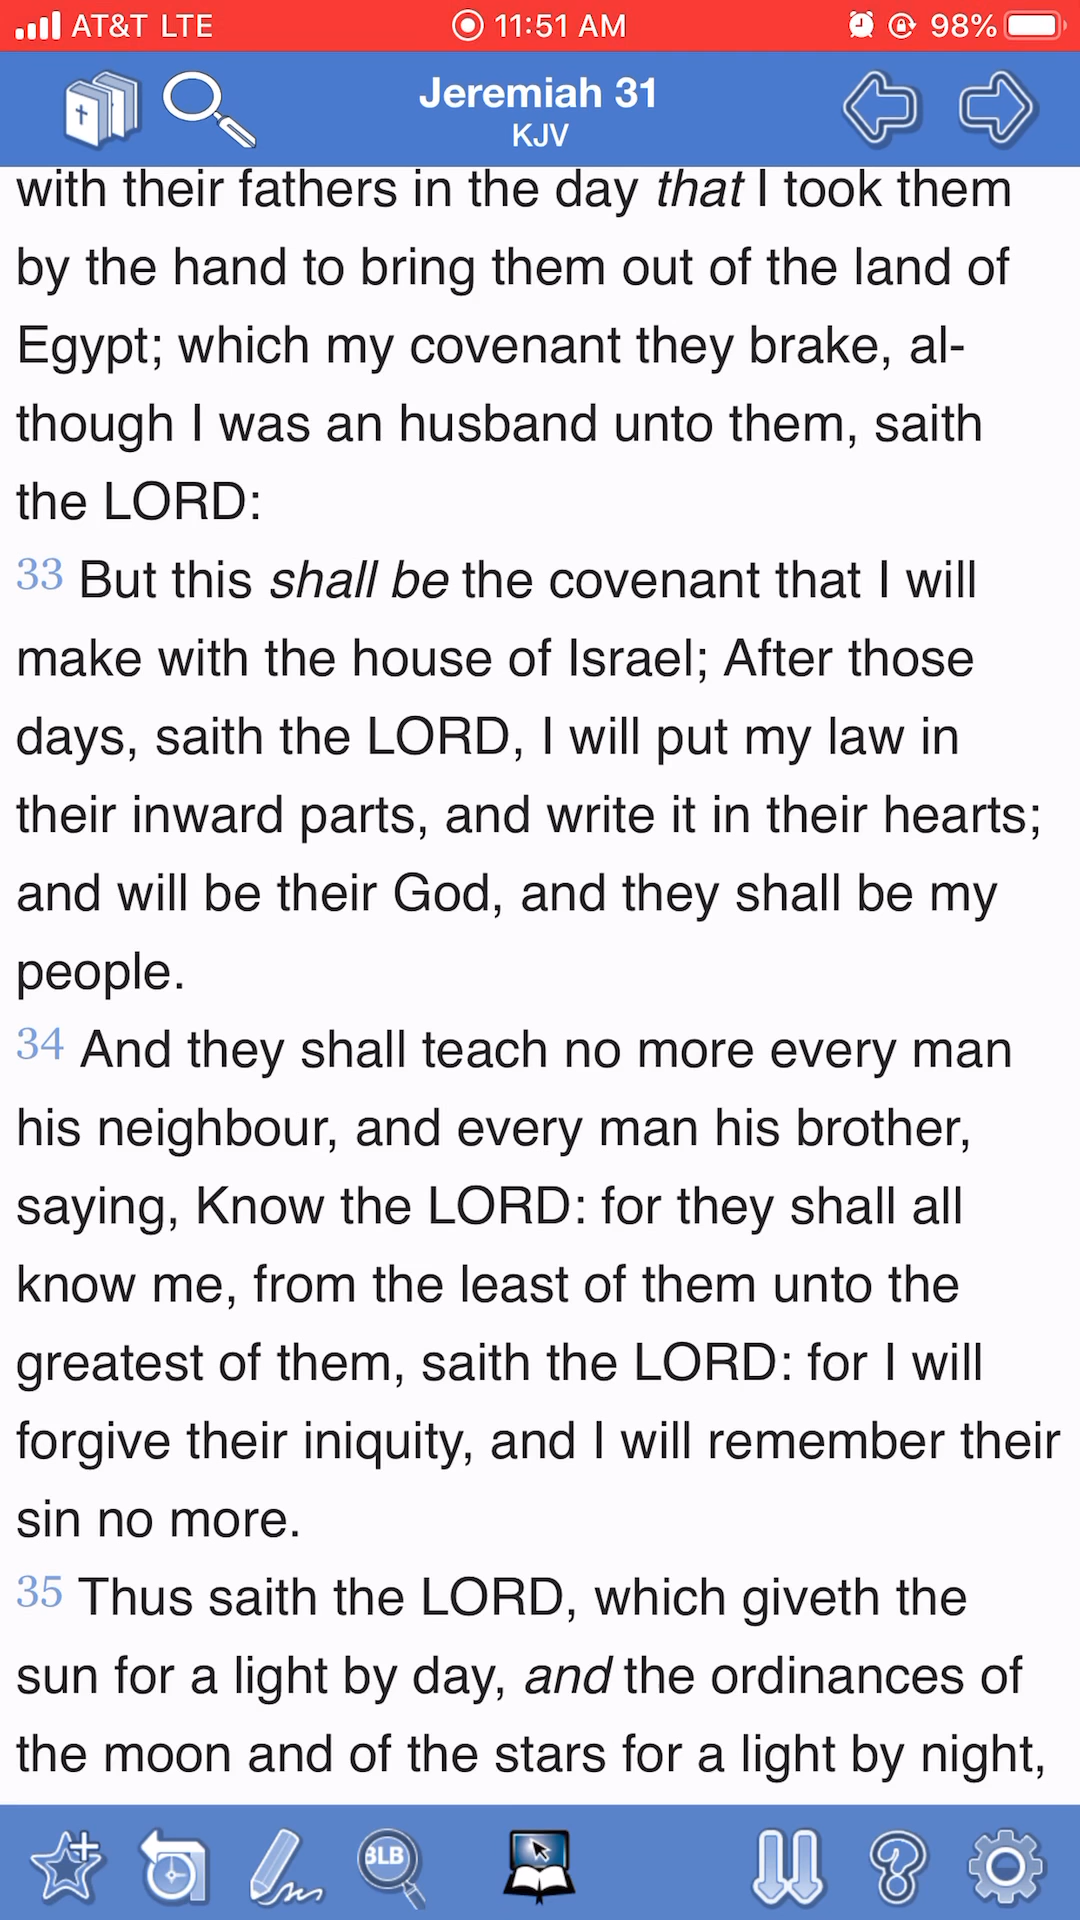 AT&T LTE 11:51 AM 98%
Jeremiah 31
KJV
with their fathers in the day that I took them
by the hand to bring them out of the land of
Egypt; which my covenant they brake, al-
though I was an husband unto them, saith
the LORD:
33 But this shall be the covenant that I will
make with the house of Israel; After those
days, saith the LORD, I will put my law in
their inward parts, and write it in their hearts;
and will be their God, and they shall be my
people.
34 And they shall teach no more every man
his neighbour, and every man his brother,
saying, Know the LORD: for they shall all
know me, from the least of them unto the
greatest of them, saith the LORD: for I will
forgive their iniquity, and I will remember their
sin no more.
35 Thus saith the LORD, which giveth the
sun for a light by day, and the ordinances of
the moon and of the stars for a light by night,
BLB